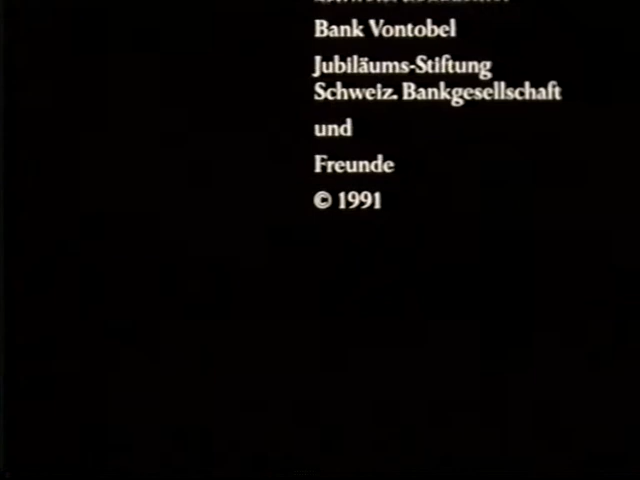 Bank Vontobel
Jubiläums-Stiftung
Schweiz. Bankgesellschaft
und
Freunde
© 1991